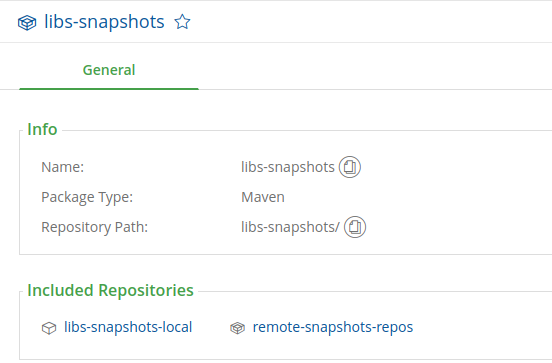 libs-snapshots
General
Info
Name: libs-snapshots
Package Type: Maven
Repository Path: libs-snapshots/
Included Repositories
libs-snapshots-local remote-snapshots-repos